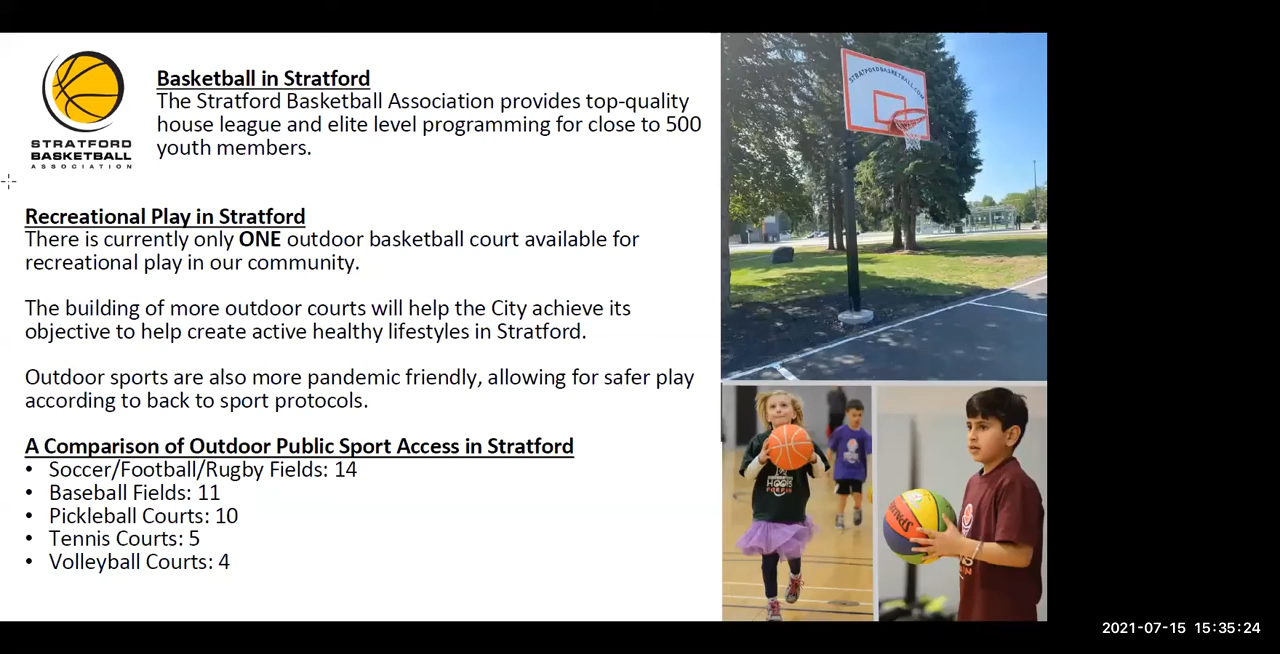 Basketball in Stratford
The Stratford Basketball Association provides top-quality
house league and elite level programming for close to 500
youth members.
STRATFORD
BASKETBALL
ASSOCIATION
Recreational Play in Stratford
There is currently only ONE outdoor basketball court available for
recreational play in our community.
The building of more outdoor courts will help the City achieve its
objective to help create active healthy lifestyles in Stratford.
Outdoor sports are also more pandemic friendly, allowing for safer play
according to back to sport protocols.
A Comparison of Outdoor Public Sport Access in Stratford
• Soccer/Football/Rugby Fields: 14
• Baseball Fields: 11
• Pickleball Courts: 10
• Tennis Courts: 5
• Volleyball Courts: 4
STRATFORDBASKETBALL.COM
HOOPS
SPALDING
2021-07-15 15:35:24